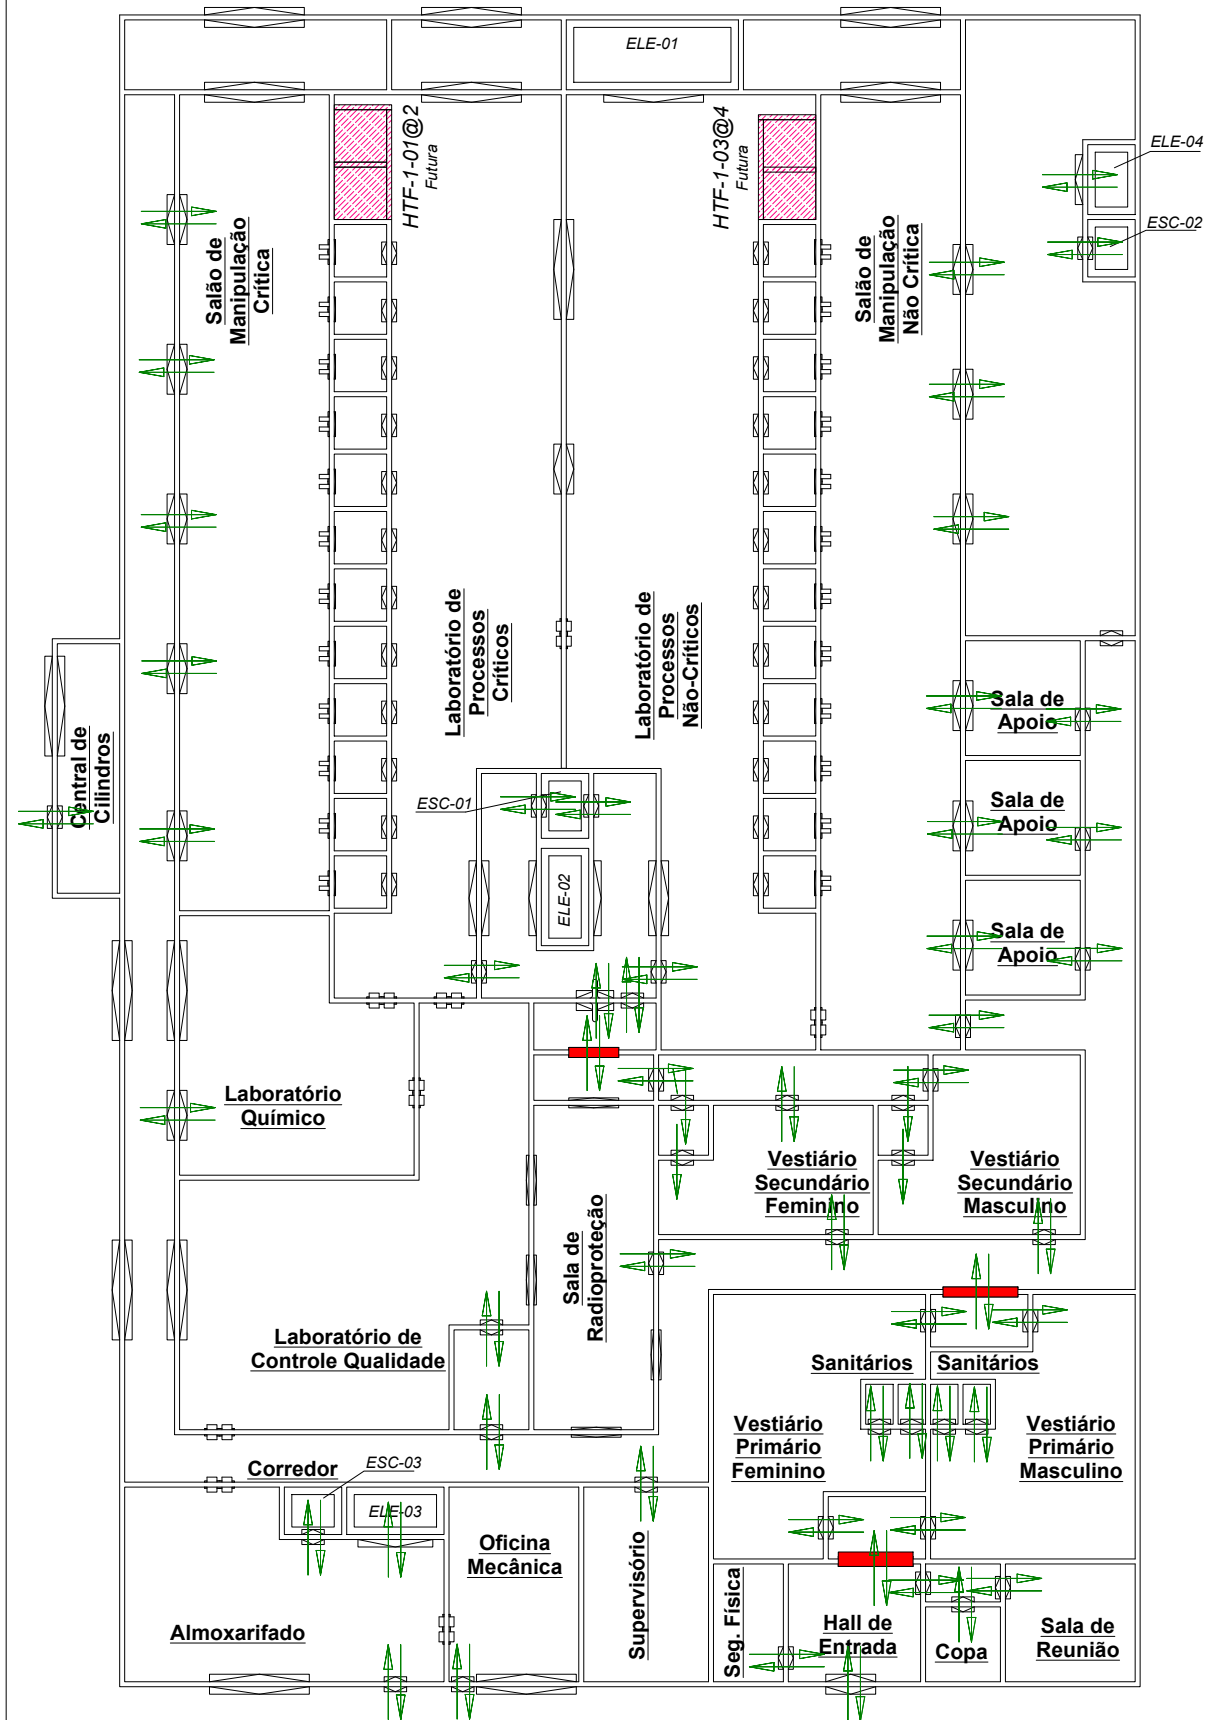 ELE-01
HTF-1-01@2
Futura
HTF-1-03@4
Futura
ELE-04
ESC-02
Salão de
Manipulação
Crítica
Salão de
Manipulação
Não Crítica
Laboratório de
Processos
Críticos
Laboratório de
Processos
Não-Críticos
Central de
Cilindros
Sala de
Apoio
Sala de
Apoio
Sala de
Apoio
ESC-01
ELE-02
Laboratório
Químico
Vestiário
Secundário
Feminino
Vestiário
Secundário
Masculino
Sala de
Radioproteção
Laboratório de
Controle Qualidade
Sanitários
Sanitários
Vestiário
Primário
Feminino
Vestiário
Primário
Masculino
Corredor
ESC-03
ELE-03
Oficina
Mecânica
Supervisório
Seg. Física
Almoxarifado
Hall de
Entrada
Copa
Sala de
Reunião